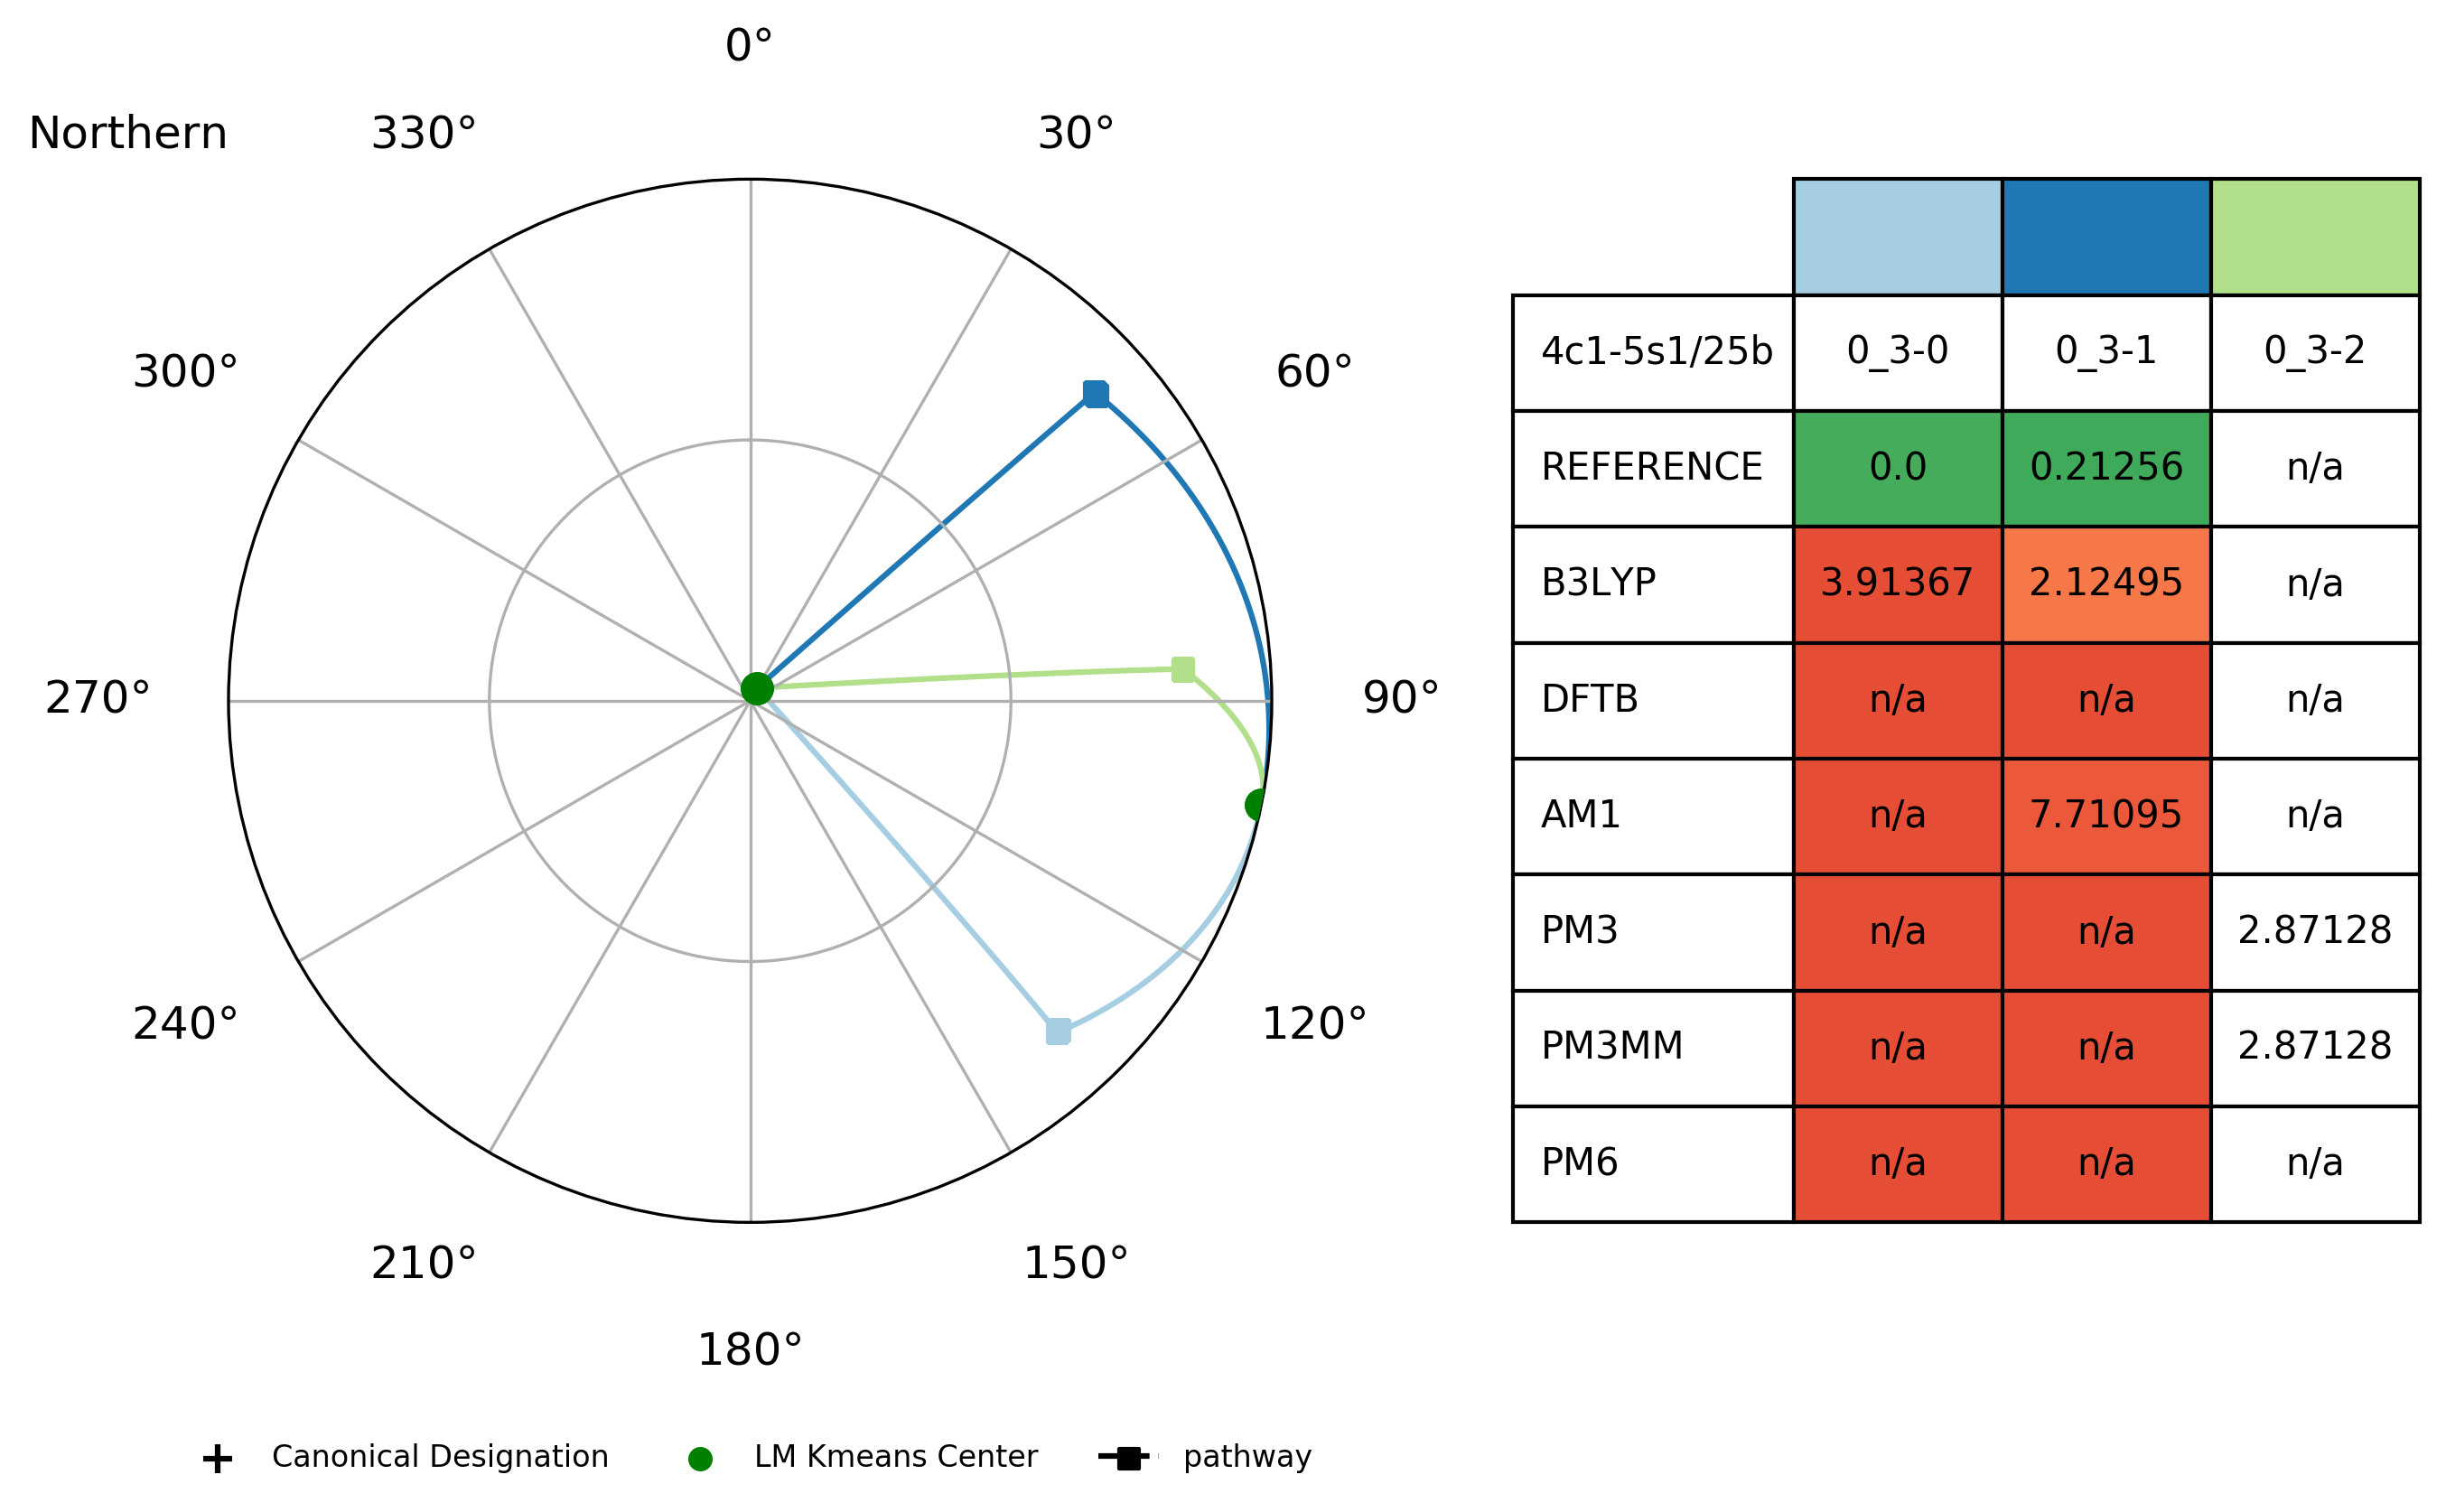 0°
Northern
330°
30°
300°
60°
270°
90°
240°
120°
210°
150°
180°
4c1-5s1/25b 0_3-0 0_3-1 0_3-2
REFERENCE 0.0 0.21256 n/a
B3LYP 3.91367 2.12495 n/a
DFTB n/a n/a n/a
AM1 n/a 7.71095 n/a
PM3 n/a n/a 2.87128
PM3MM n/a n/a 2.87128
PM6 n/a n/a n/a
Canonical Designation
LM Kmeans Center
pathway